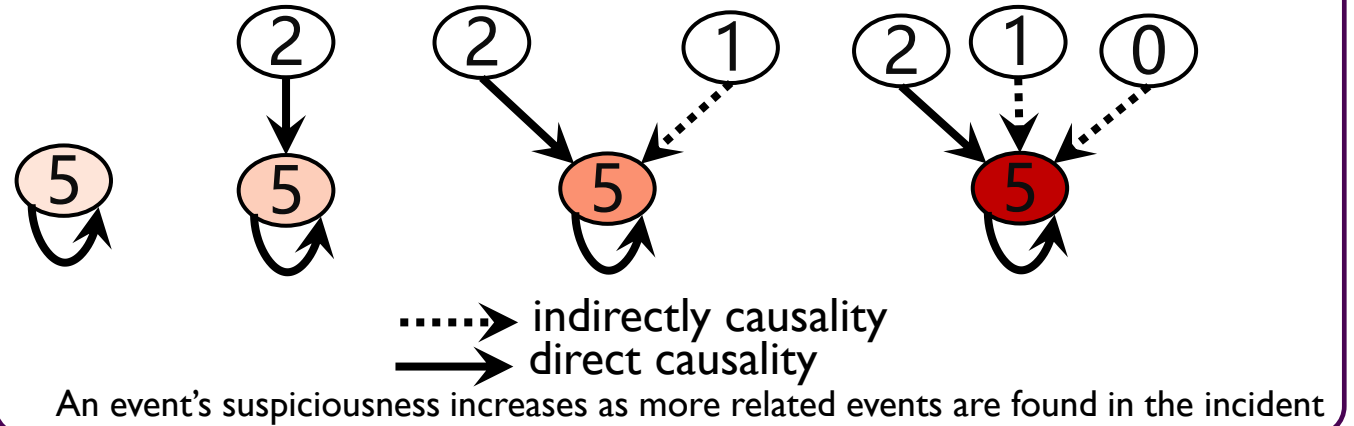 2 2 1 2 1 0
5 5 5 5
indirectly causality
direct causality
An event's suspiciousness increases as more related events are found in the incident